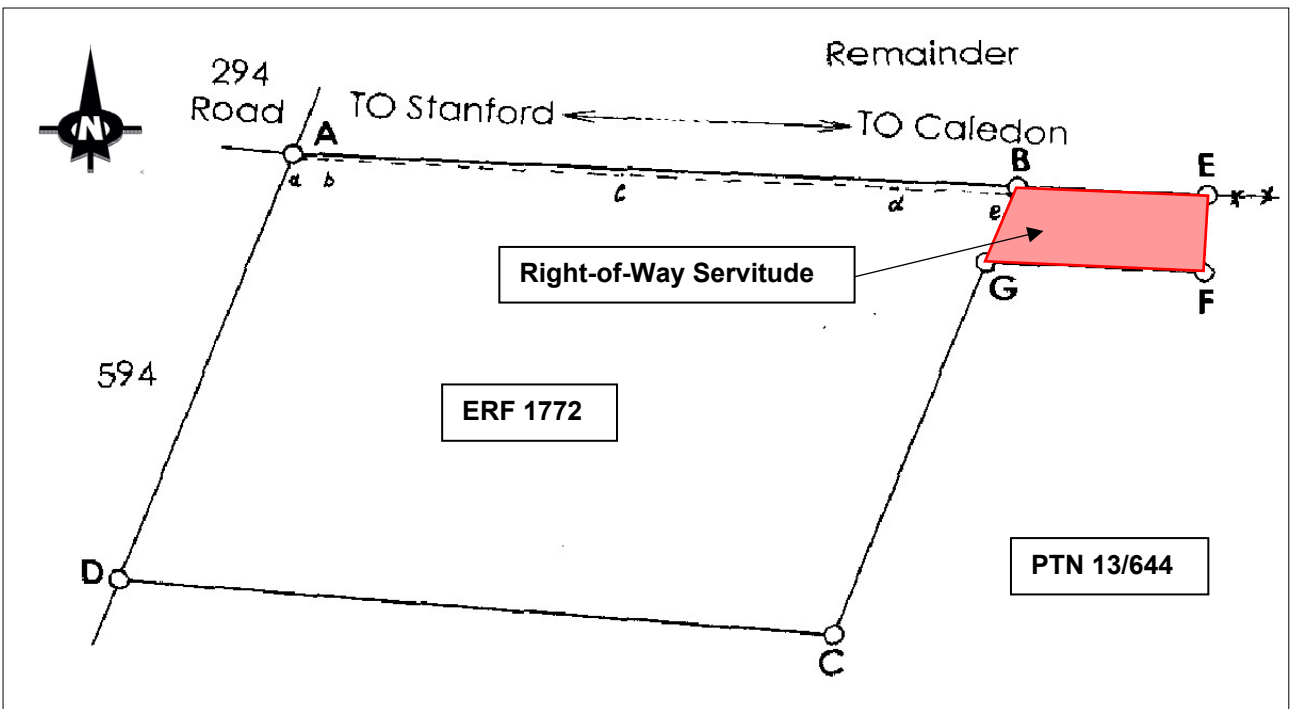 Remainder
294
Road
TO Stanford
TO Caledon
N
A
B
E
a b c d e
Right-of-Way Servitude
G
F
594
ERF 1772
PTN 13/644
D
C